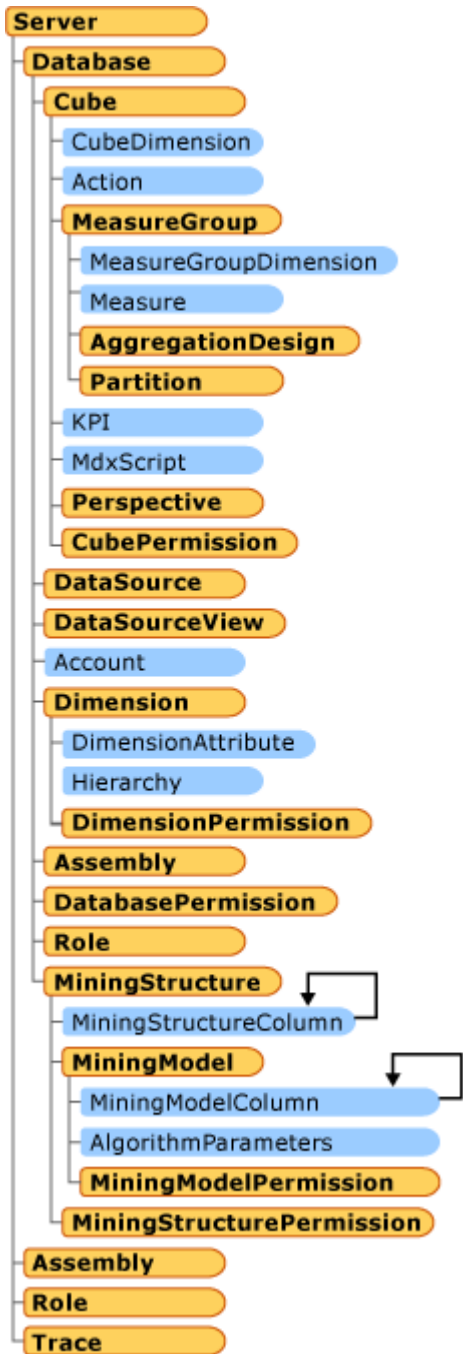 Server
Database
Cube
CubeDimension
Action
MeasureGroup
MeasureGroupDimension
Measure
AggregationDesign
Partition
KPI
MdxScript
Perspective
CubePermission
DataSource
DataSourceView
Account
Dimension
DimensionAttribute
Hierarchy
DimensionPermission
Assembly
DatabasePermission
Role
MiningStructure
MiningStructureColumn
MiningModel
MiningModelColumn
AlgorithmParameters
MiningModelPermission
MiningStructurePermission
Assembly
Role
Trace